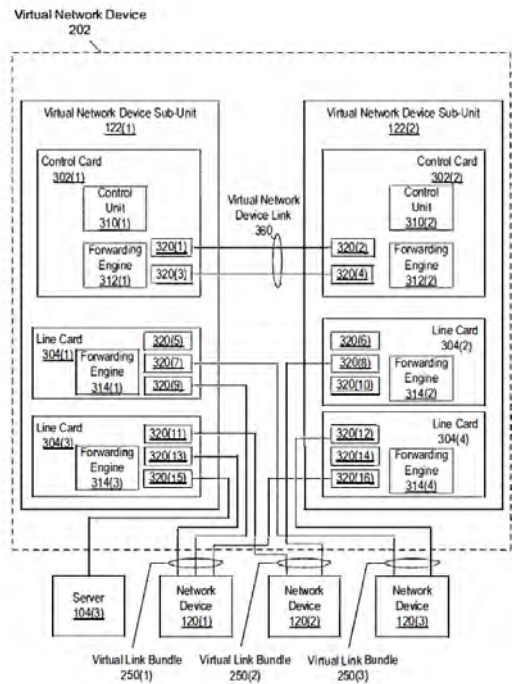 Virtual Network Device
202
Virtual Network Device Sub-Unit
122(1)
Control Card
302(1)
Control
Unit
310(1)
Forwarding
Engine
312(1)
320(1)
320(3)
Virtual Network
Device Link
360
Virtual Network Device Sub-Unit
122(2)
Control Card
302(2)
Control
Unit
310(2)
320(2)
320(4)
Forwarding
Engine
312(2)
Line Card
304(1)
Forwarding
Engine
314(1)
320(5)
320(7)
320(9)
Line Card
304(2)
320(6)
320(8)
320(10)
Forwarding
Engine
314(2)
Line Card
304(3)
Forwarding
Engine
314(3)
320(11)
320(13)
320(15)
Line Card
304(4)
320(12)
320(14)
320(16)
Forwarding
Engine
314(4)
Server
104(3)
Network
Device
120(1)
Network
Device
120(2)
Network
Device
120(3)
Virtual Link Bundle
250(1)
Virtual Link Bundle
250(2)
Virtual Link Bundle
250(3)